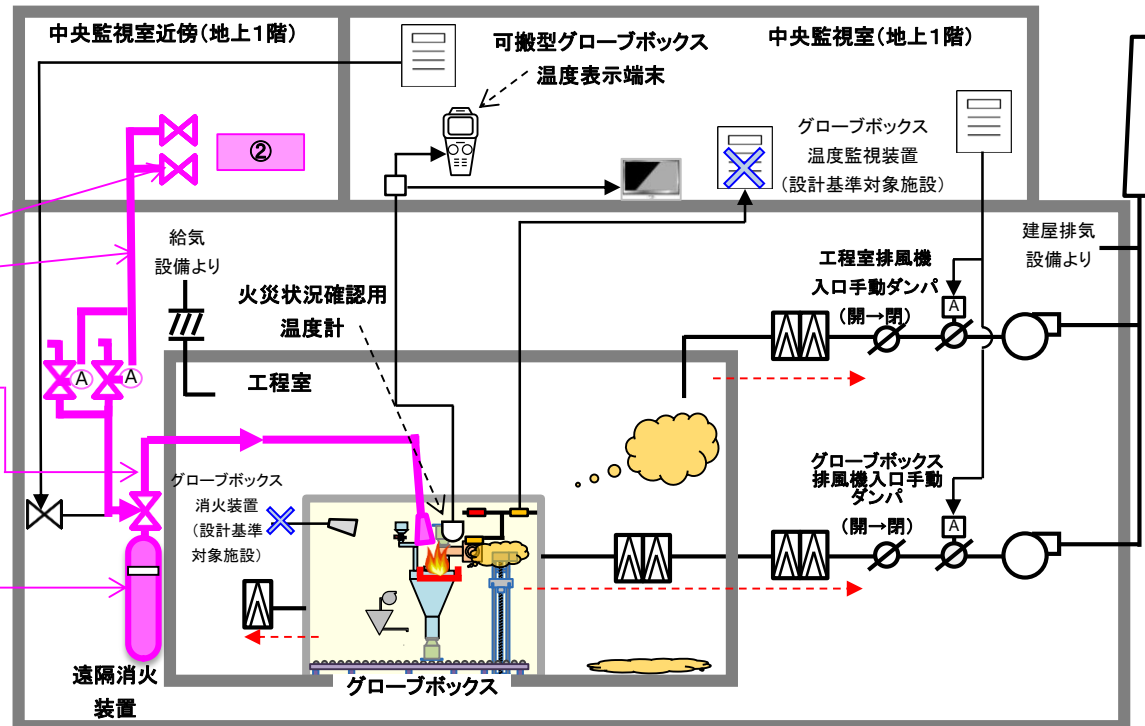 中央監視室近傍(地上1階)
可搬型グローブボックス
温度表示端末
中央監視室(地上1階)
②
グローブボックス
温度監視装置
(設計基準対象施設)
給気
設備より
火災状況確認用
温度計
工程室排風機
入口手動ダンパ
(開→閉)
建屋排気
設備より
A
A
A
工程室
グローブボックス
消火装置
(設計基準
対象施設)
グローブボックス
排風機入口手動
ダンパ
(開→閉)
A
遠隔消火
装置
グローブボックス